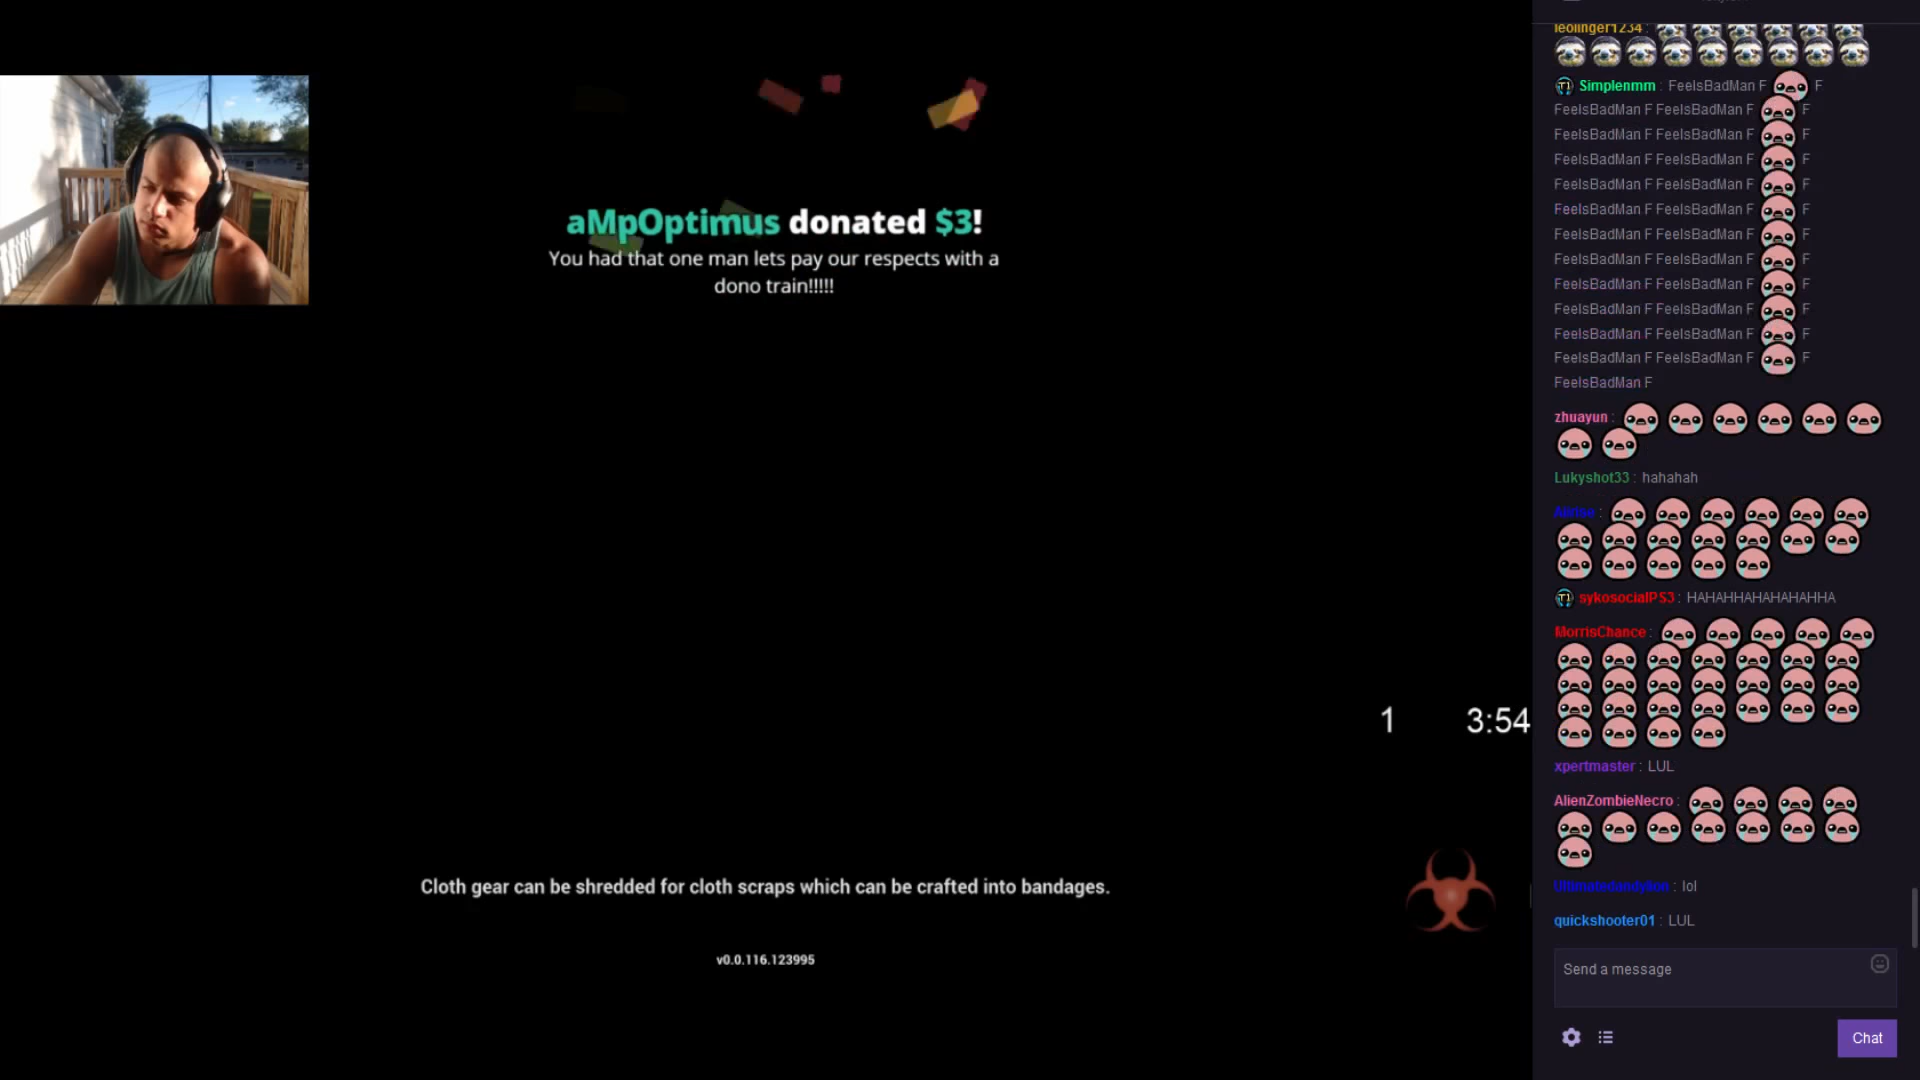 aMpOptimus donated $3!
You had that one man lets pay our respects with a
dono train!!!!!
1 3:54
Cloth gear can be shredded for cloth scraps which can be crafted into bandages.
v0.0.116.123995
leolinger1234 :
Simplenmm : FeelsBadMan F F
FeelsBadMan F FeelsBadMan F F
FeelsBadMan F FeelsBadMan F F
FeelsBadMan F FeelsBadMan F F
FeelsBadMan F FeelsBadMan F F
FeelsBadMan F FeelsBadMan F F
FeelsBadMan F FeelsBadMan F F
FeelsBadMan F FeelsBadMan F F
FeelsBadMan F FeelsBadMan F F
FeelsBadMan F FeelsBadMan F F
FeelsBadMan F FeelsBadMan F F
FeelsBadMan F FeelsBadMan F F
FeelsBadMan F
zhuayun :
Lukyshot33 : hahahah
sykosocialPS3 : HAHAHHAHAHAHAHHA
MorrisChance :
xpertmaster : LUL
AlienZombieNecro :
Ultimatedandylion : lol
quickshooter01 : LUL
Send a message
Chat